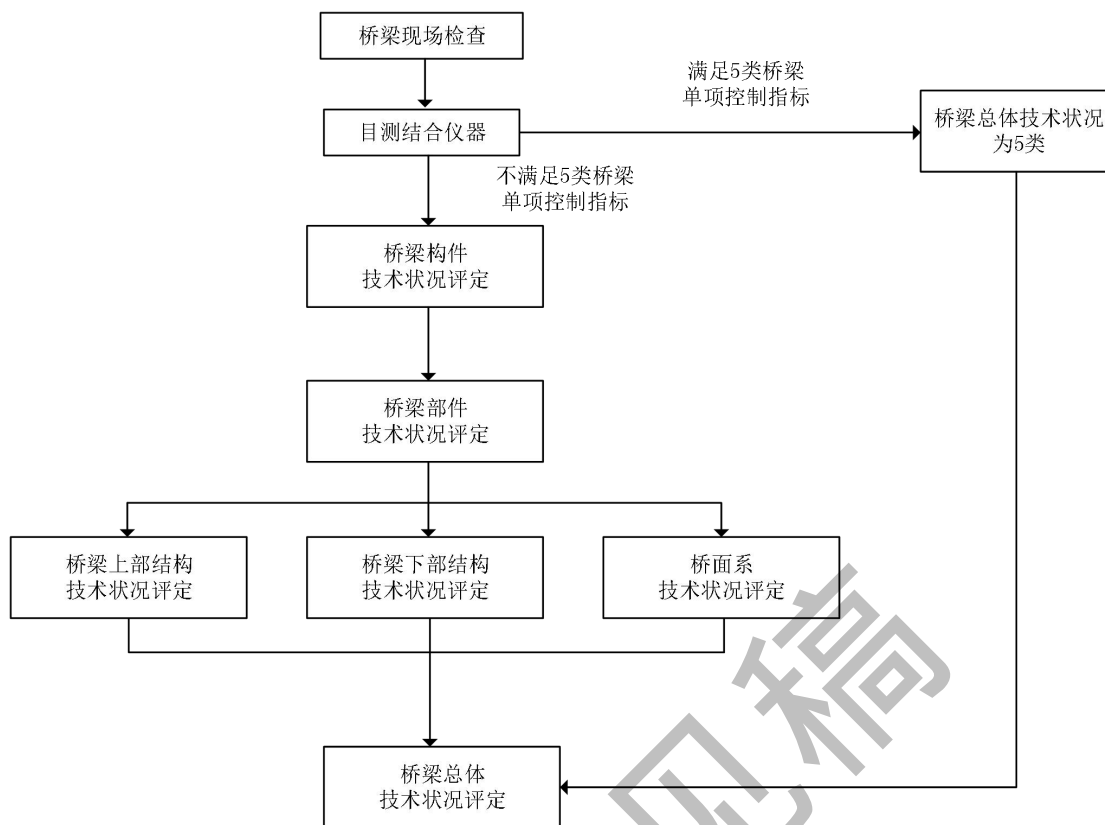 桥梁现场检查
满足5类桥梁
单项控制指标
目测结合仪器
桥梁总体技术状况
为5类
不满足5类桥梁
单项控制指标
桥梁构件
技术状况评定
桥梁部件
技术状况评定
桥梁上部结构
技术状况评定
桥梁下部结构
技术状况评定
桥面系
技术状况评定
桥梁总体
技术状况评定
见稿